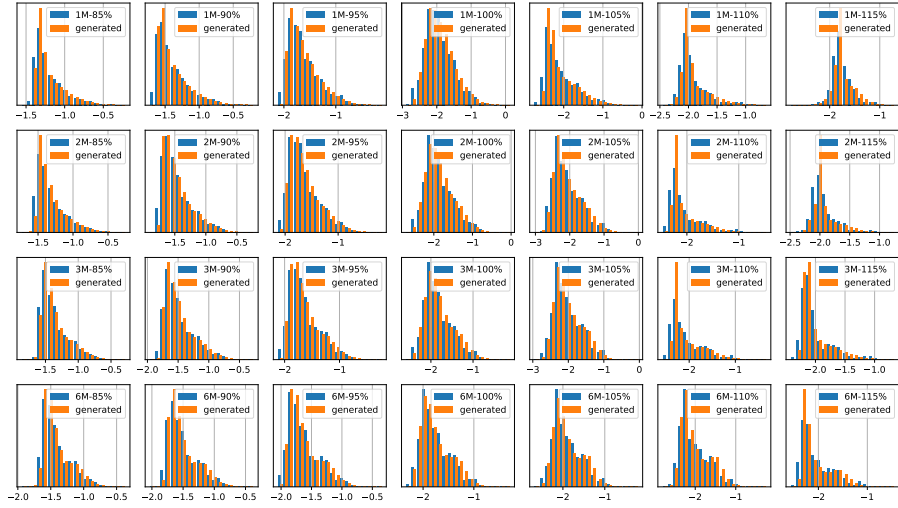 1M-85%
generated
1M-90%
generated
1M-95%
generated
1M-100%
generated
1M-105%
generated
1M-110%
generated
1M-115%
generated
−1.5 −1.0 −0.5
−1.5 −1.0 −0.5
−2 −1
−3 −2 −1 0
−2 −1 0
−2.5 −2.0 −1.5 −1.0
−2 −1
2M-85%
generated
2M-90%
generated
2M-95%
generated
2M-100%
generated
2M-105%
generated
2M-110%
generated
2M-115%
generated
−1.5 −1.0 −0.5
−1.5 −1.0 −0.5
−2 −1
−2 −1 0
−3 −2 −1 0
−2 −1
−2.5 −2.0 −1.5 −1.0
3M-85%
generated
3M-90%
generated
3M-95%
generated
3M-100%
generated
3M-105%
generated
3M-110%
generated
3M-115%
generated
−1.5 −1.0 −0.5
−2.0 −1.5 −1.0 −0.5
−2 −1
−2 −1
−3 −2 −1 0
−2 −1
−2.0 −1.5 −1.0
6M-85%
generated
6M-90%
generated
6M-95%
generated
6M-100%
generated
6M-105%
generated
6M-110%
generated
6M-115%
generated
−2.0 −1.5 −1.0 −0.5
−2.0 −1.5 −1.0 −0.5
−2.0 −1.5 −1.0 −0.5
−2 −1
−2 −1
−2 −1
−2 −1